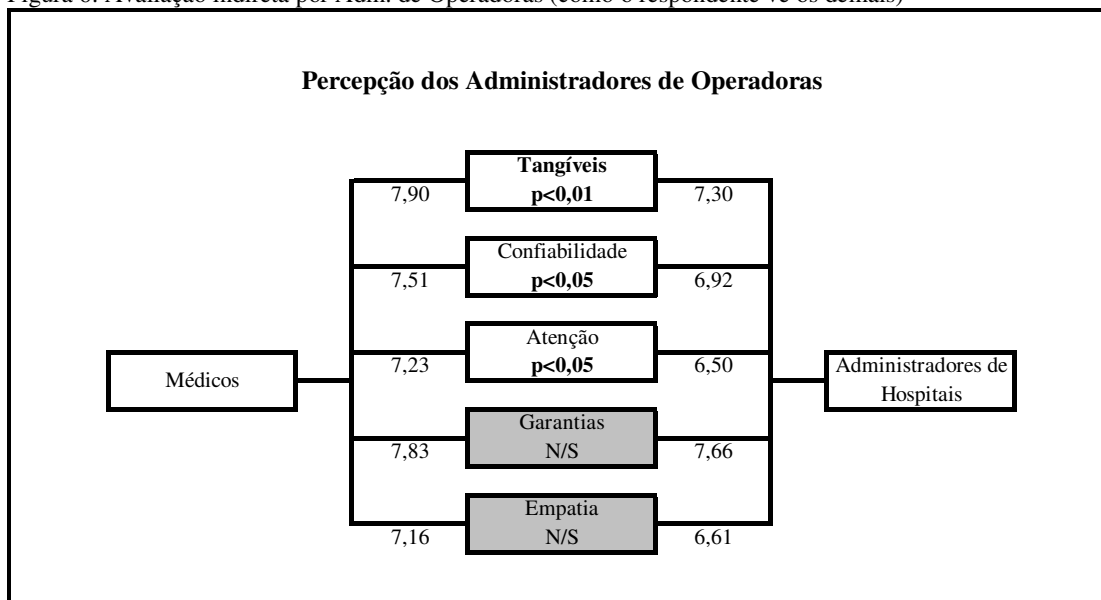 Figura 6: Avaliação indireta por Adm. de Operadoras (como o respondente vê os demais)
Percepção dos Administradores de Operadoras
Tangíveis
p<0,01
7,90
7,30
Confiabilidade
p<0,05
7,51
6,92
Atenção
p<0,05
7,23
6,50
Médicos
Administradores de
Hospitais
Garantias
N/S
7,83
7,66
Empatia
N/S
7,16
6,61